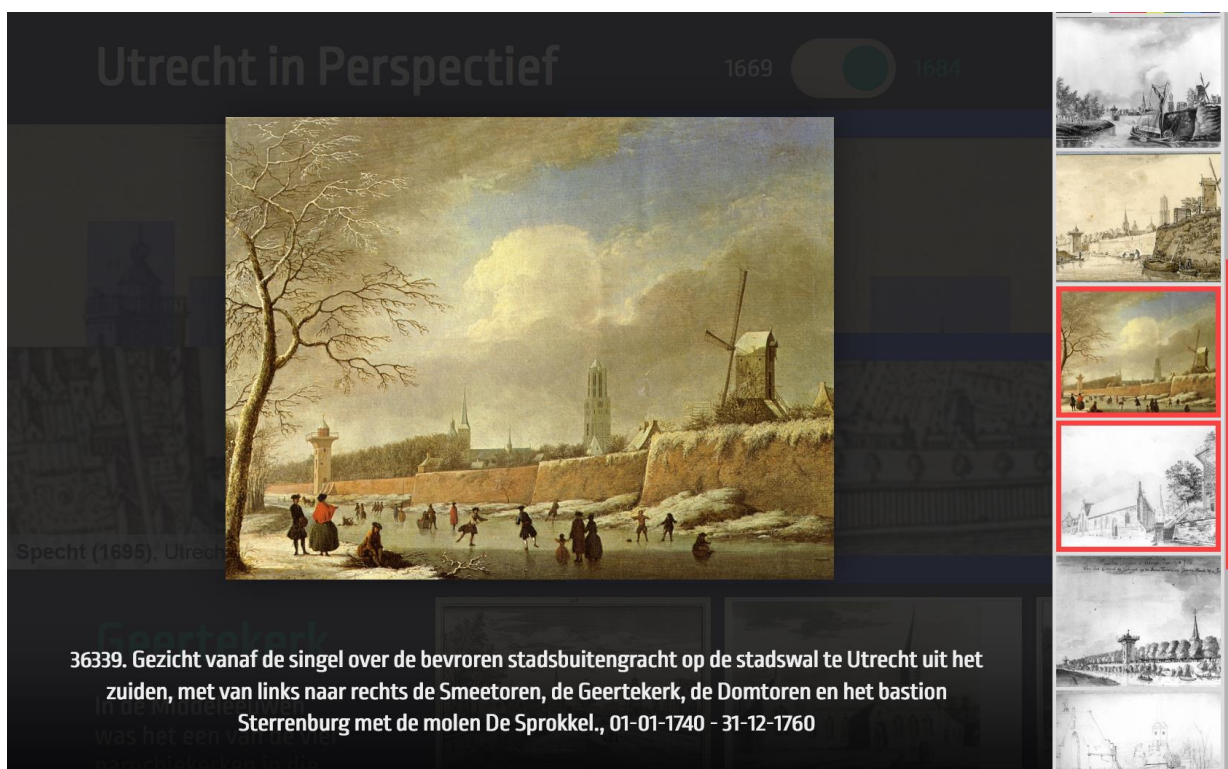 Utrecht in Perspectief
1669 1684
Specht (1695), Utrech
Geertekerk
36339. Gezicht vanaf de singel over de bevroren stadsbuitengracht op de stadswal te Utrecht uit het
zuiden, met van links naar rechts de Smeetoren, de Geertekerk, de Domtoren en het bastion
Sterrenburg met de molen De Sprokkel., 01-01-1740 - 31-12-1760
In de Middeleeuwen
was het een van de vier
parochiekerken in die